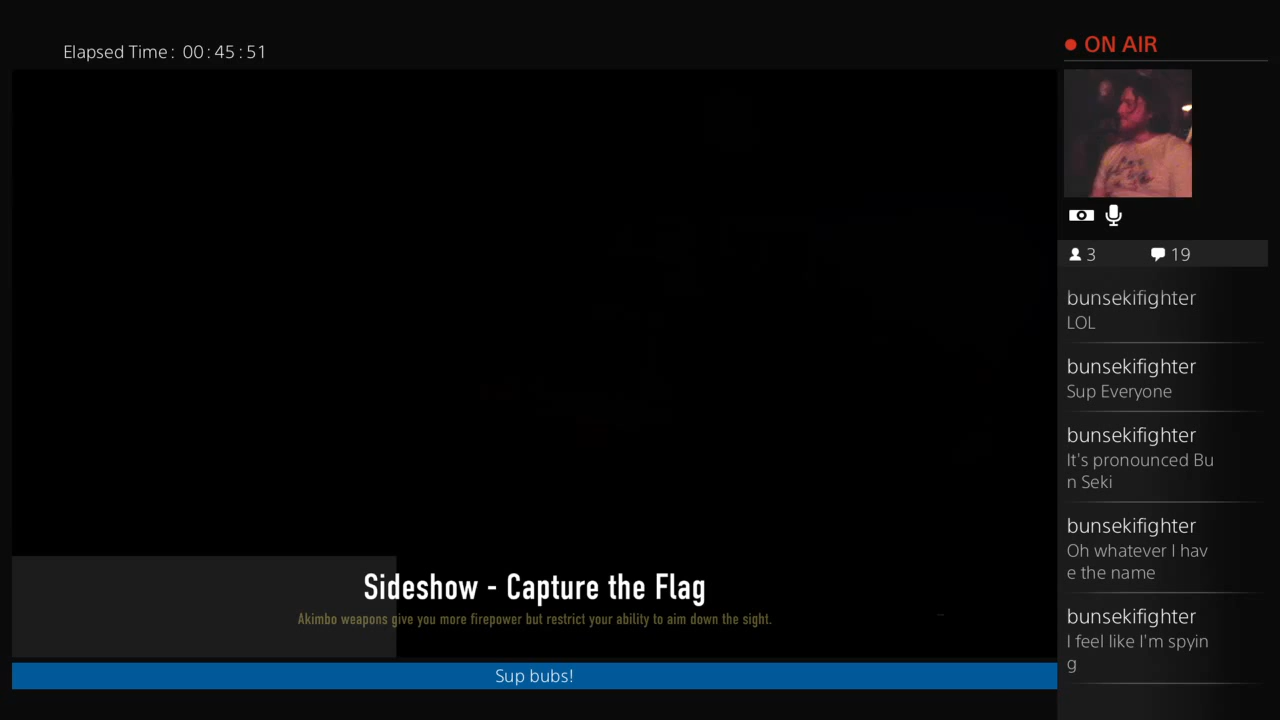 Elapsed Time: 00:45:51
ON AIR
3 19
bunsekifighter
LOL
bunsekifighter
Sup Everyone
bunsekifighter
It's pronounced Bu
n Seki
bunsekifighter
Oh whatever I hav
e the name
bunsekifighter
I feel like I'm spyin
g
Sideshow - Capture the Flag
Akimbo weapons give you more firepower but restrict your ability to aim down the sight.
Sup bubs!